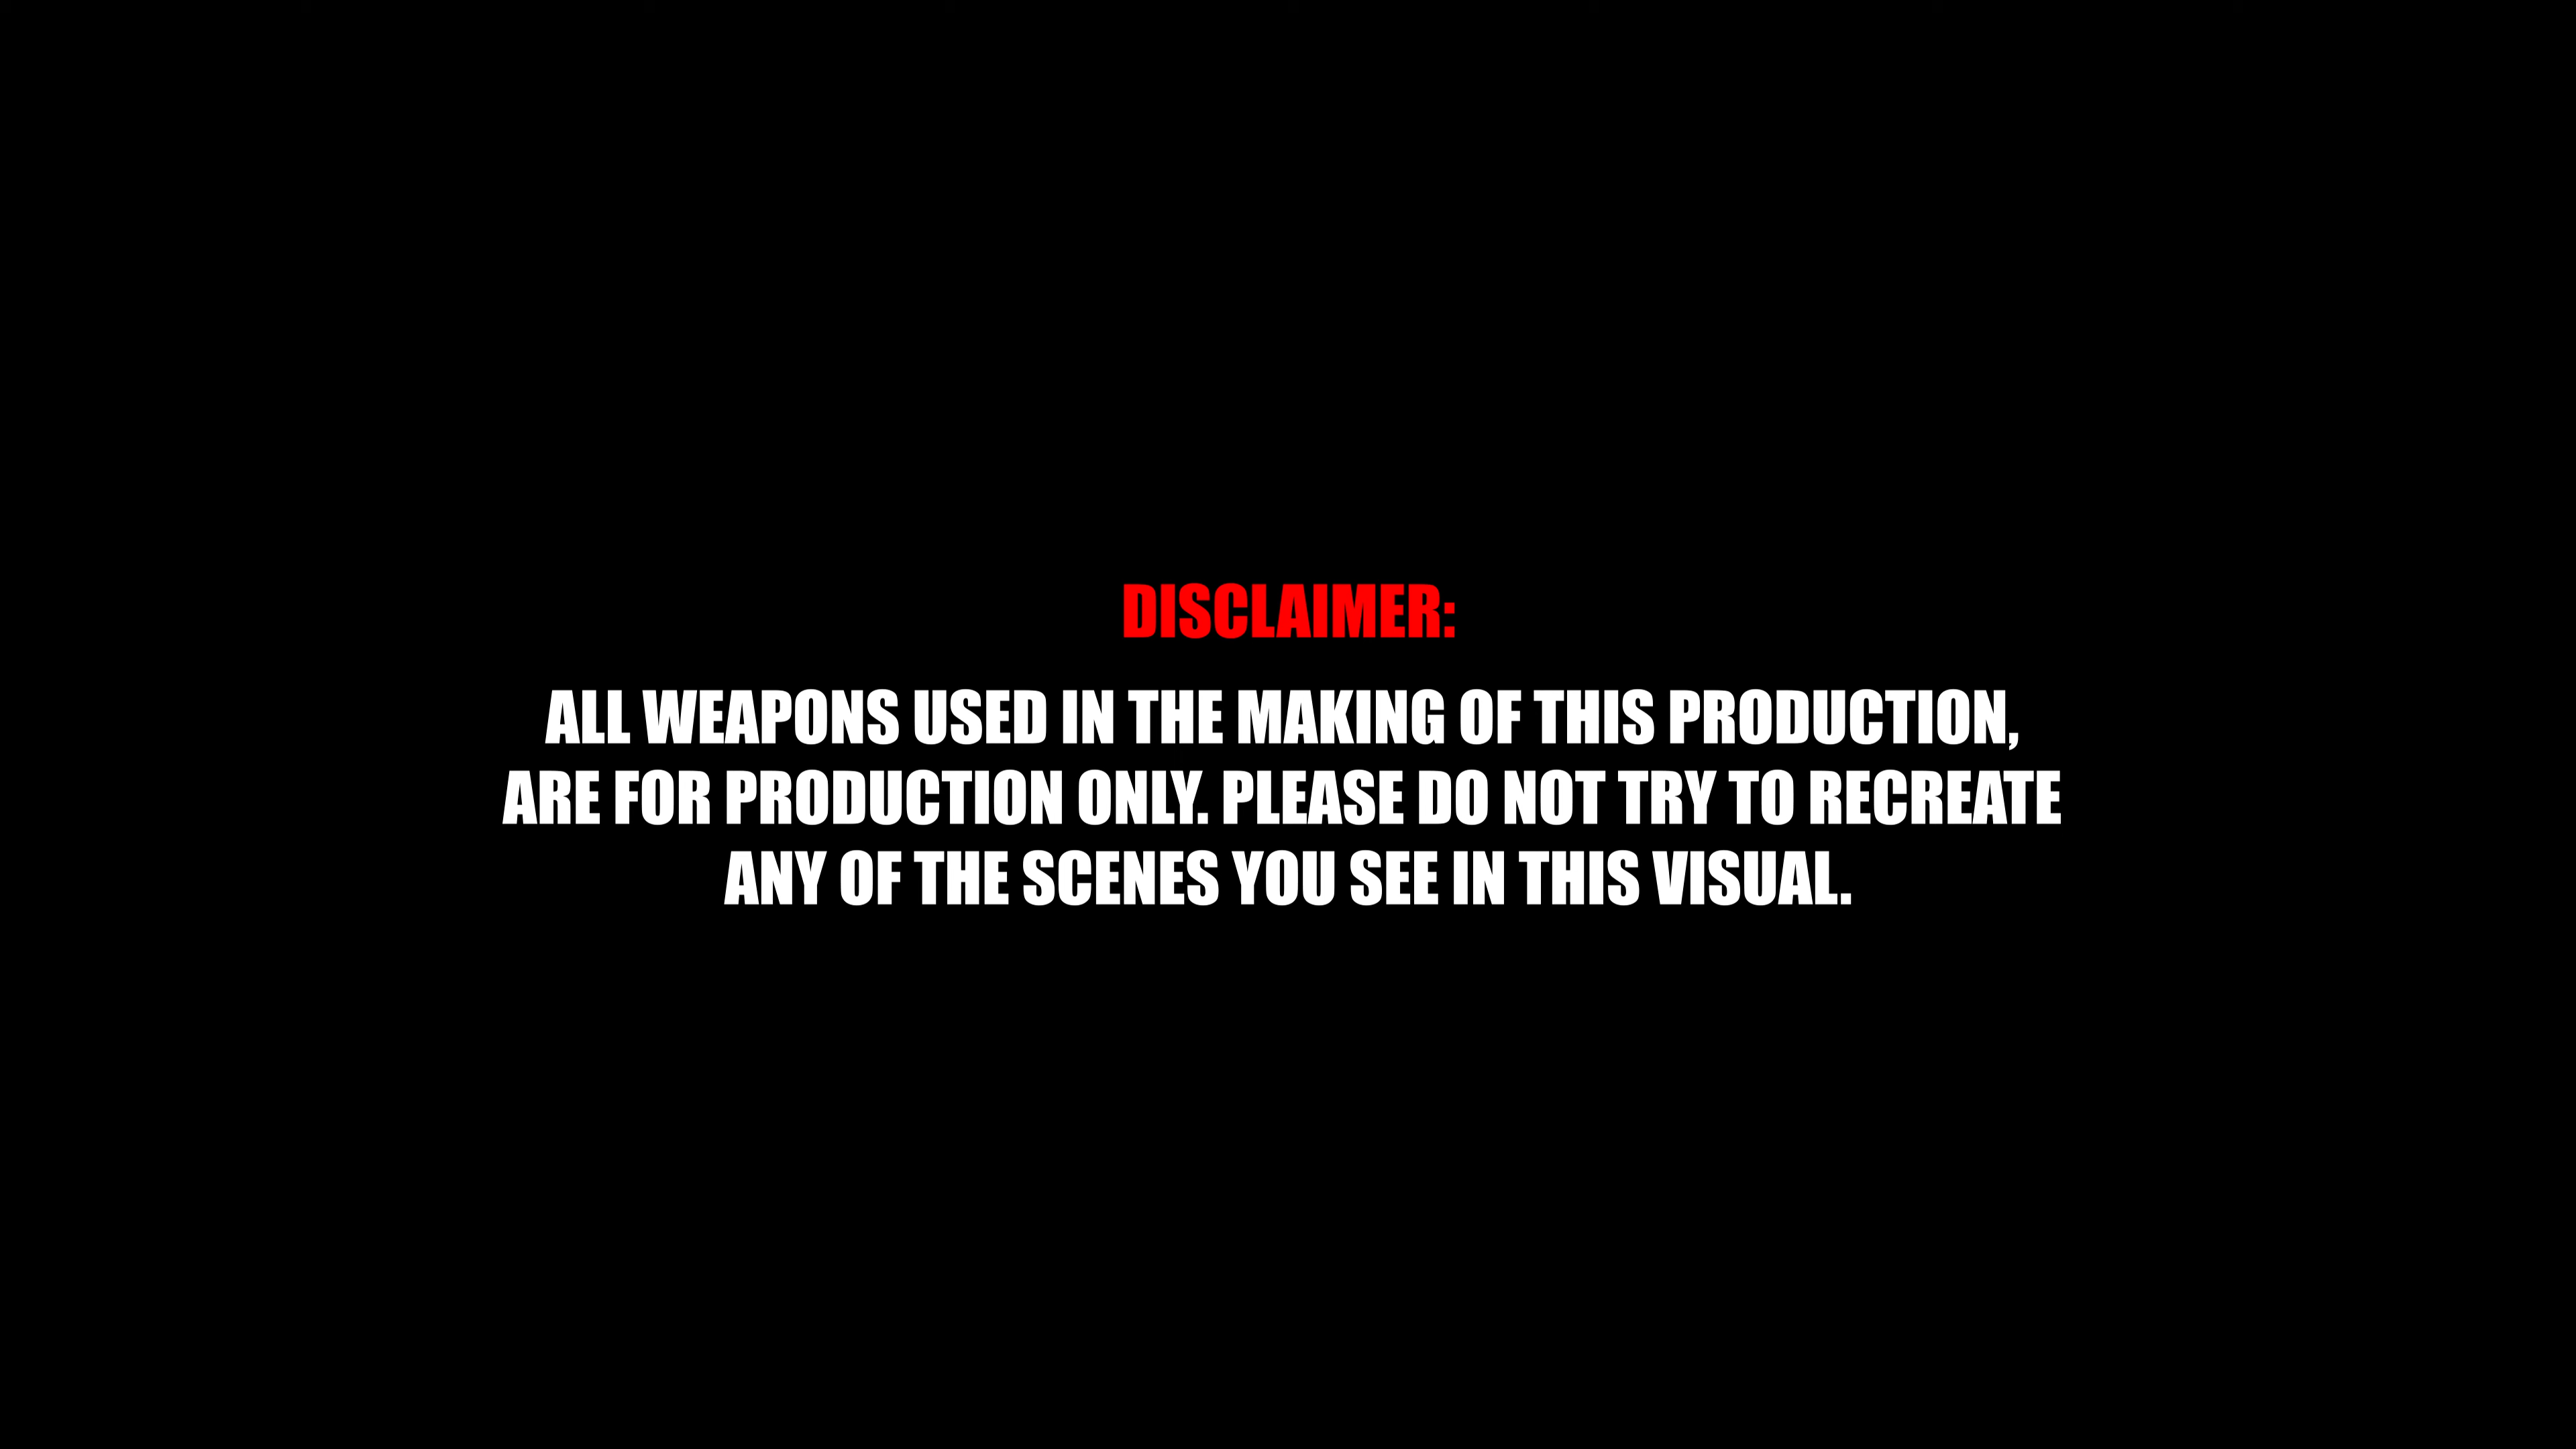 DISCLAIMER:
ALL WEAPONS USED IN THE MAKING OF THIS PRODUCTION,
ARE FOR PRODUCTION ONLY. PLEASE DO NOT TRY TO RECREATE
ANY OF THE SCENES YOU SEE IN THIS VISUAL.